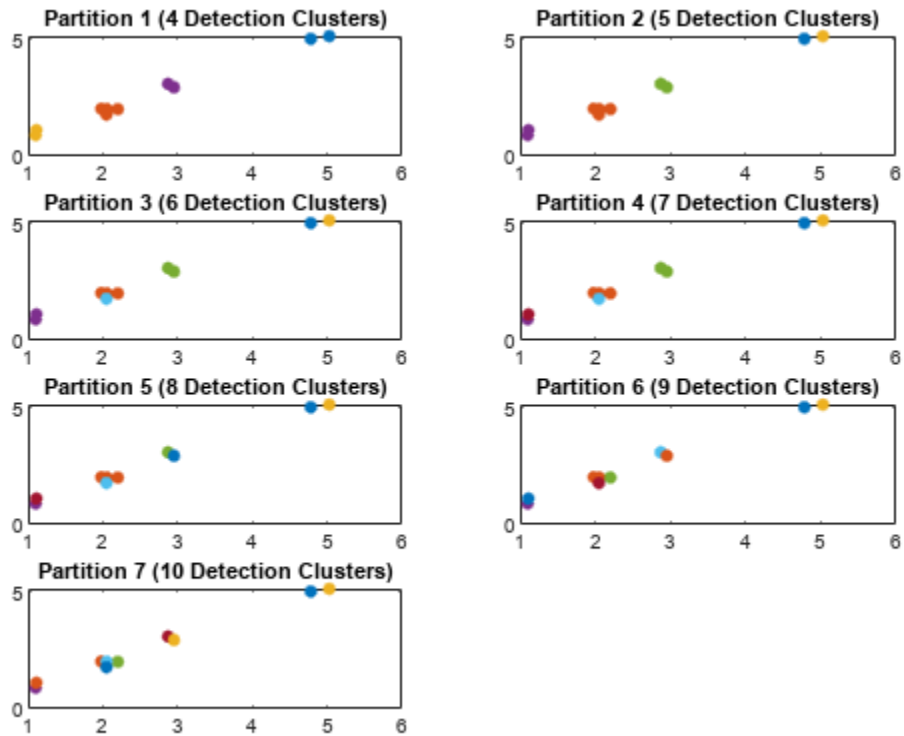 Partition 1 (4 Detection Clusters)
5
0
1 2 3 4 5 6
Partition 2 (5 Detection Clusters)
5
0
1 2 3 4 5 6
Partition 3 (6 Detection Clusters)
5
0
1 2 3 4 5 6
Partition 4 (7 Detection Clusters)
5
0
1 2 3 4 5 6
Partition 5 (8 Detection Clusters)
5
0
1 2 3 4 5 6
Partition 6 (9 Detection Clusters)
5
0
1 2 3 4 5 6
Partition 7 (10 Detection Clusters)
5
0
1 2 3 4 5 6